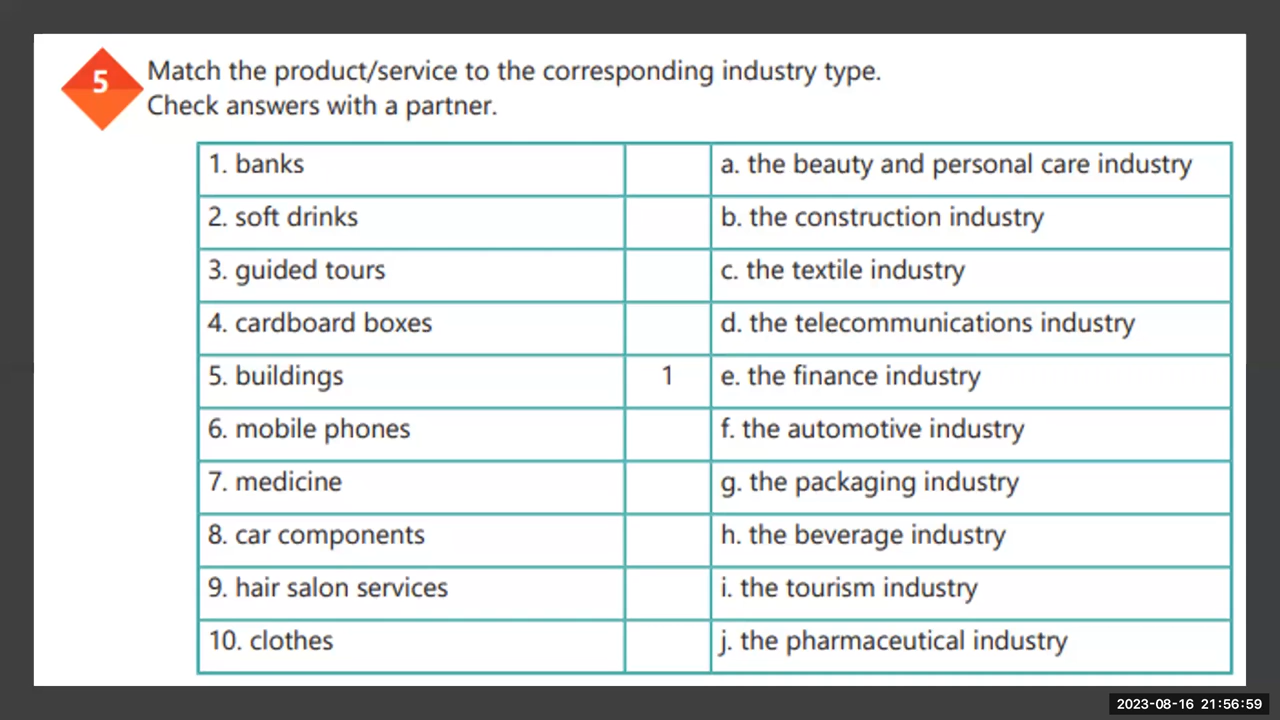 5
Match the product/service to the corresponding industry type.
Check answers with a partner.
1. banks a. the beauty and personal care industry
2. soft drinks b. the construction industry
3. guided tours c. the textile industry
4. cardboard boxes d. the telecommunications industry
5. buildings 1 e. the finance industry
6. mobile phones f. the automotive industry
7. medicine g. the packaging industry
8. car components h. the beverage industry
9. hair salon services i. the tourism industry
10. clothes j. the pharmaceutical industry
2023-08-16 21:56:59